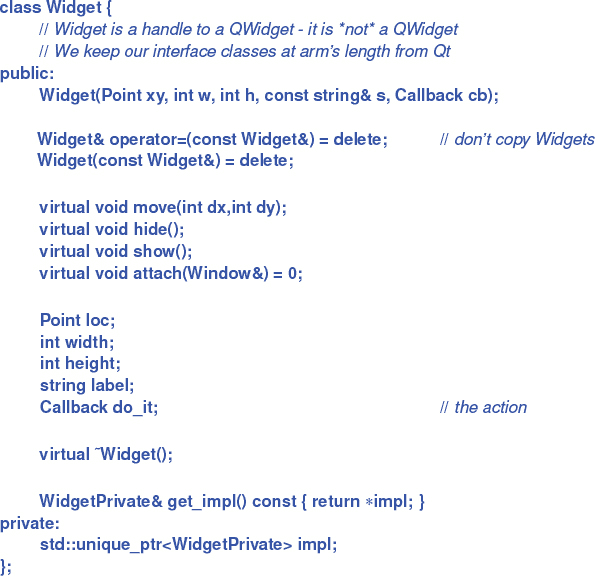 class Widget {
// Widget is a handle to a QWidget - it is *not* a QWidget
// We keep our interface classes at arm's length from Qt
public:
Widget(Point xy, int w, int h, const string& s, Callback cb);
Widget& operator=(const Widget&) = delete; // don't copy Widgets
Widget(const Widget&) = delete;
virtual void move(int dx,int dy);
virtual void hide();
virtual void show();
virtual void attach(Window&) = 0;
Point loc;
int width;
int height;
string label;
Callback do_it; // the action
virtual ~Widget();
WidgetPrivate& get_impl() const { return *impl; }
private:
std::unique_ptr<WidgetPrivate> impl;
};